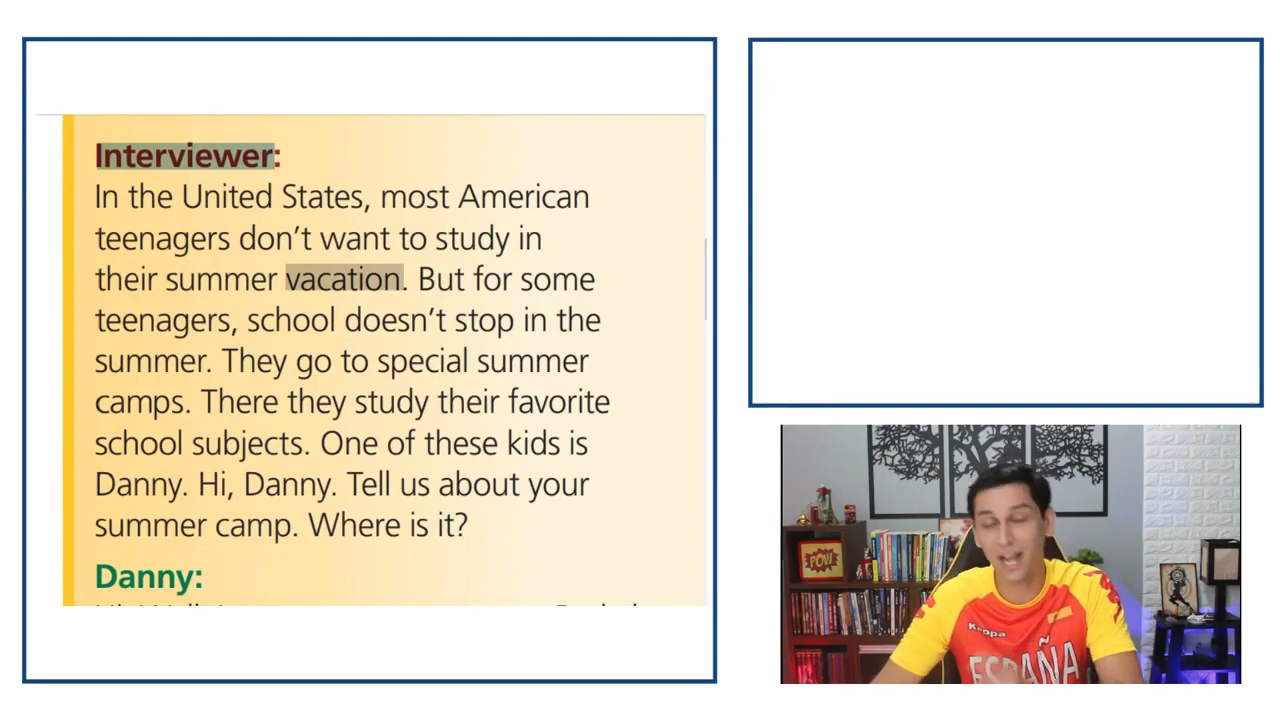 Interviewer:
In the United States, most American
teenagers don't want to study in
their summer vacation. But for some
teenagers, school doesn't stop in the
summer. They go to special summer
camps. There they study their favorite
school subjects. One of these kids is
Danny. Hi, Danny. Tell us about your
summer camp. Where is it?
Danny:
POW
Kappa
ESPAÑA